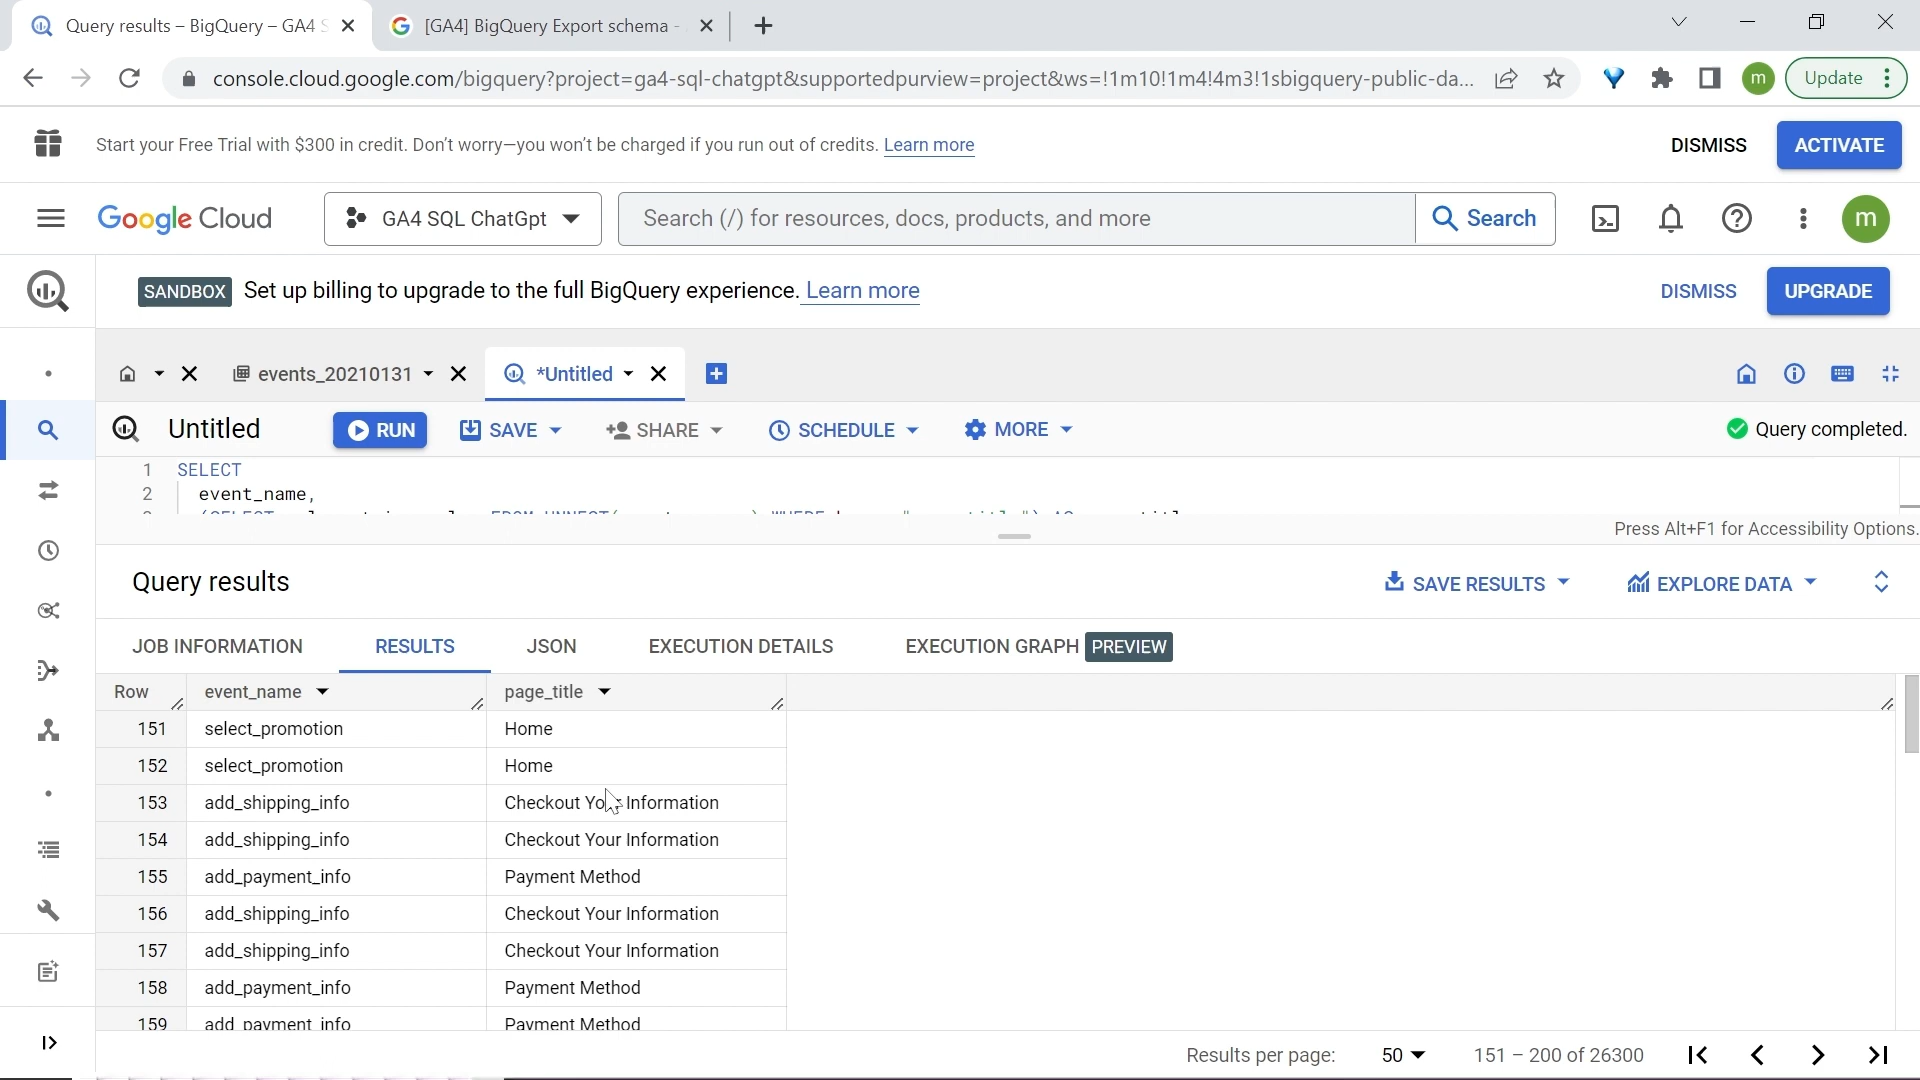 Query results – BigQuery – GA4 S
[GA4] BigQuery Export schema -
console.cloud.google.com/bigquery?project=ga4-sql-chatgpt&supportedpurview=project&ws=!1m10!1m4!4m3!1sbigquery-public-da...
m
Update
Start your Free Trial with $300 in credit. Don't worry—you won't be charged if you run out of credits. Learn more
DISMISS
ACTIVATE
Google Cloud
GA4 SQL ChatGpt
Search (/) for resources, docs, products, and more
Search
m
SANDBOX Set up billing to upgrade to the full BigQuery experience. Learn more
DISMISS
UPGRADE
events_20210131
*Untitled
Untitled
RUN
SAVE
SHARE
SCHEDULE
MORE
Query completed.
1 SELECT
2 event_name,
Press Alt+F1 for Accessibility Options.
Query results
SAVE RESULTS
EXPLORE DATA
JOB INFORMATION
RESULTS
JSON
EXECUTION DETAILS
EXECUTION GRAPH PREVIEW
Row event_name page_title
151 select_promotion Home
152 select_promotion Home
153 add_shipping_info Checkout Your Information
154 add_shipping_info Checkout Your Information
155 add_payment_info Payment Method
156 add_shipping_info Checkout Your Information
157 add_shipping_info Checkout Your Information
158 add_payment_info Payment Method
159 add_payment_info Payment Method
Results per page: 50 151 – 200 of 26300